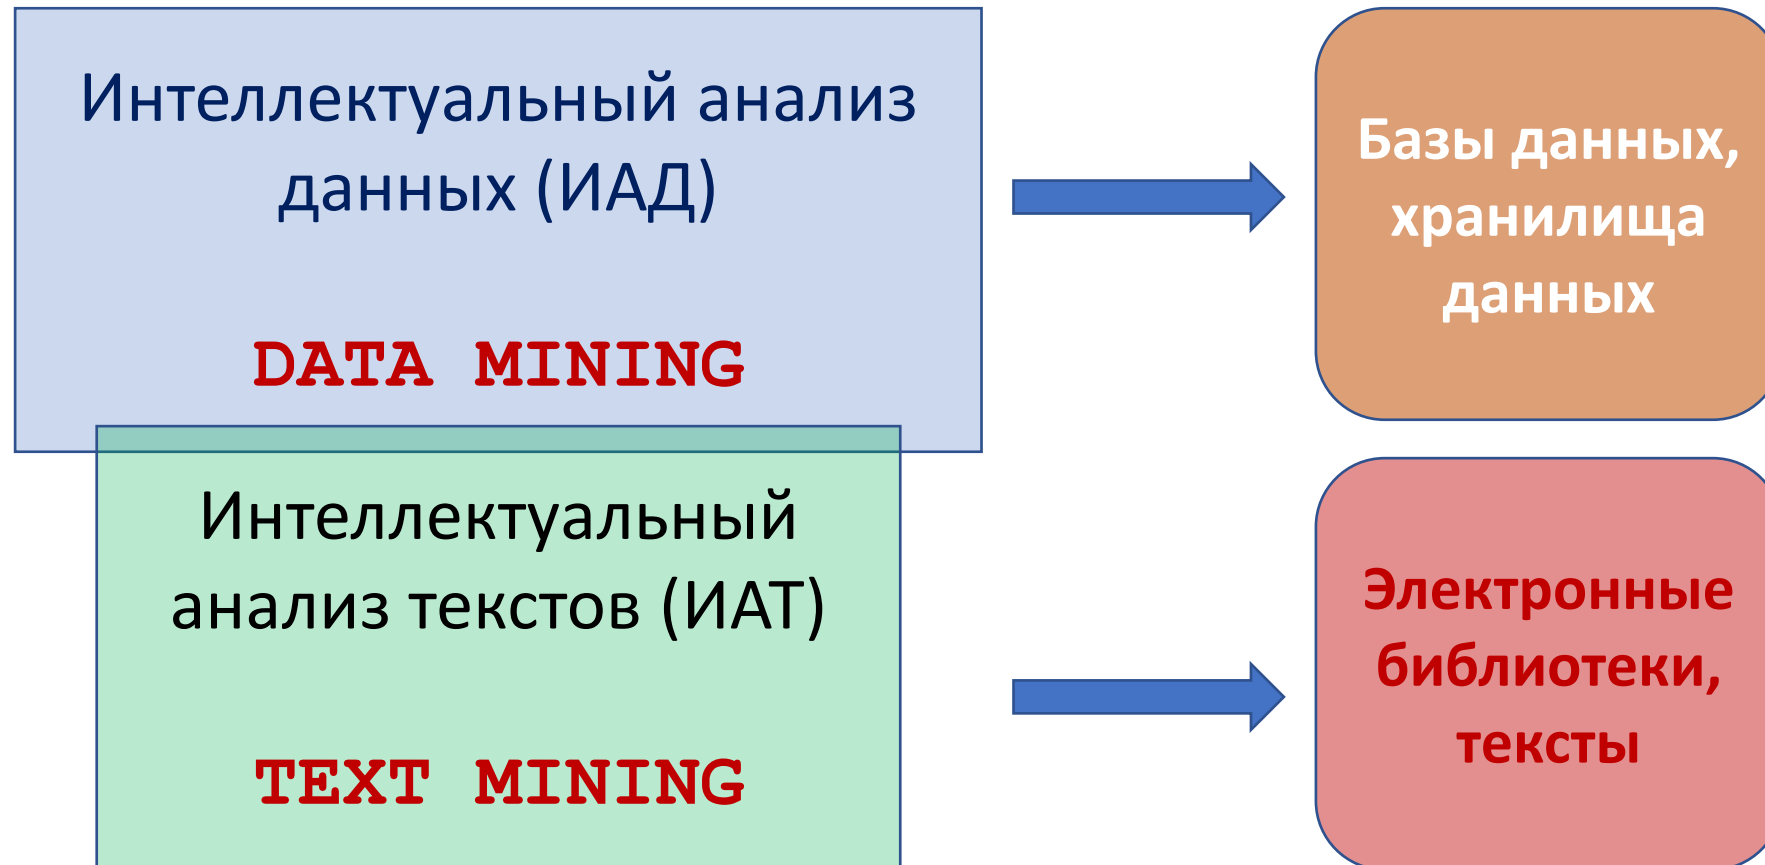 Интеллектуальный анализ
данных (ИАД)
DATA MINING
Базы данных,
хранилища
данных
Интеллектуальный
анализ текстов (ИАТ)
TEXT MINING
Электронные
библиотеки,
тексты